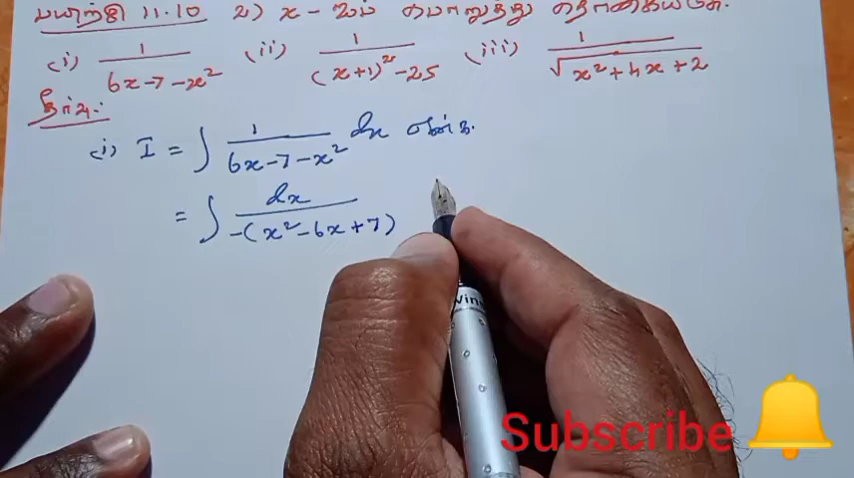 பயிற்சி 11.10 2) x-ஐப் பொறுத்து தொகையிடுக.
(i) 1/(6x-7-x²) (ii) 1/((x+1)²-25) (iii) 1/√(x²+4x+2)
தீர்வு:
(i) I = ∫ 1/(6x-7-x²) dx என்க.
= ∫ dx/(-(x²-6x+7))
Subscribe